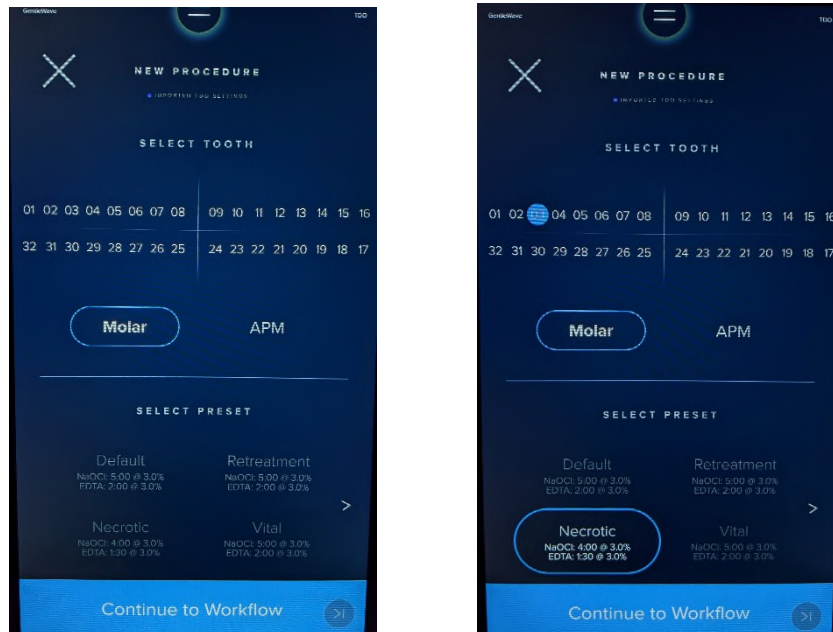 GentleWave TDO
NEW PROCEDURE
IMPORTED TDO SETTINGS
SELECT TOOTH
01 02 03 04 05 06 07 08 09 10 11 12 13 14 15 16
32 31 30 29 28 27 26 25 24 23 22 21 20 19 18 17
Molar APM
SELECT PRESET
Default Retreatment
NaOCl: 5:00 @ 3.0% NaOCl: 5:00 @ 3.0%
EDTA: 2:00 @ 3.0% EDTA: 2:00 @ 3.0%
>
Necrotic Vital
NaOCl: 4:00 @ 3.0% NaOCl: 5:00 @ 3.0%
EDTA: 1:30 @ 3.0% EDTA: 2:00 @ 3.0%
Continue to Workflow
GentleWave TDO
NEW PROCEDURE
IMPORTED TDO SETTINGS
SELECT TOOTH
01 02 03 04 05 06 07 08 09 10 11 12 13 14 15 16
32 31 30 29 28 27 26 25 24 23 22 21 20 19 18 17
Molar APM
SELECT PRESET
Default Retreatment
NaOCl: 5:00 @ 3.0% NaOCl: 5:00 @ 3.0%
EDTA: 2:00 @ 3.0% EDTA: 2:00 @ 3.0%
>
Necrotic Vital
NaOCl: 4:00 @ 3.0% NaOCl: 5:00 @ 3.0%
EDTA: 1:30 @ 3.0% EDTA: 2:00 @ 3.0%
Continue to Workflow